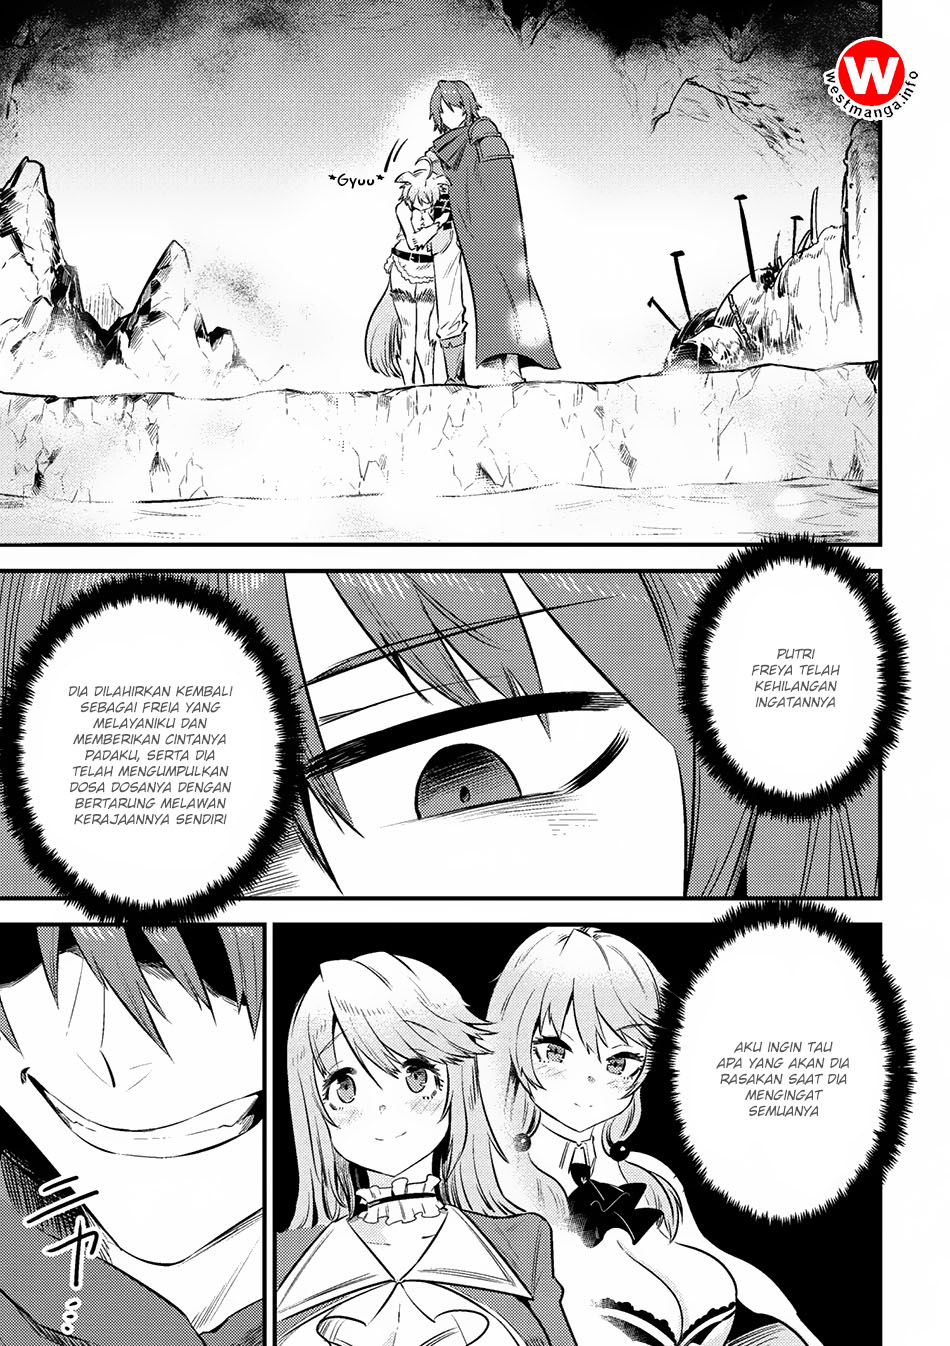 W
westmanga.info
*Gyuu*
PUTRI
FREYA TELAH
KEHILANGAN
INGATANNYA
DIA DILAHIRKAN KEMBALI
SEBAGAI FREIA YANG
MELAYANIKU DAN
MEMBERIKAN CINTANYA
PADAKU, SERTA DIA
TELAH MENGUMPULKAN
DOSA DOSANYA DENGAN
BERTARUNG MELAWAN
KERAJAANNYA SENDIRI
AKU INGIN TAU
APA YANG AKAN DIA
RASAKAN SAAT DIA
MENGINGAT
SEMUANYA
ニヤ…